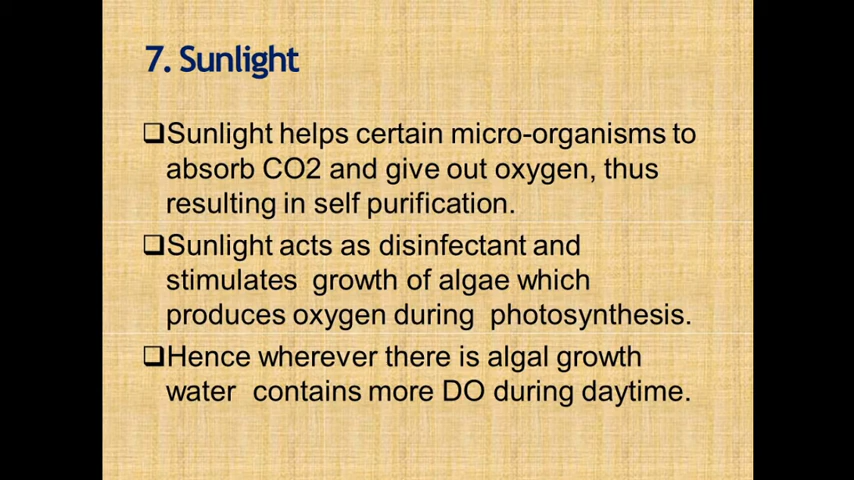 7. Sunlight
❑Sunlight helps certain micro-organisms to
absorb CO2 and give out oxygen, thus
resulting in self purification.
❑Sunlight acts as disinfectant and
stimulates  growth of algae which
produces oxygen during  photosynthesis.
❑Hence wherever there is algal growth
water  contains more DO during daytime.